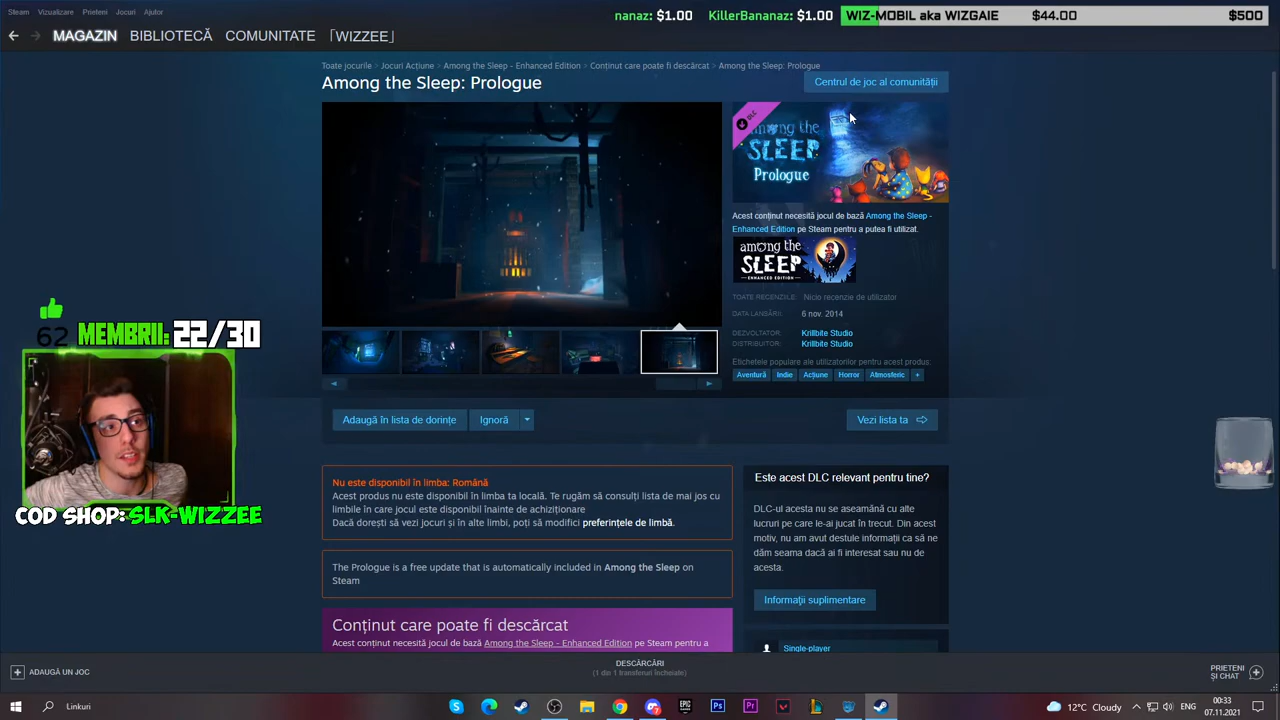 Steam Vizualizare Prieteni Jocuri Ajutor
nanaz: $1.00 KillerBananaz: $1.00 WIZ-MOBIL aka WIZGAIE $44.00 $500
MAGAZIN BIBLIOTECĂ COMUNITATE 「WIZZEE」
Toate jocurile > Jocuri Acțiune > Among the Sleep - Enhanced Edition > Conținut care poate fi descărcat > Among the Sleep: Prologue
Among the Sleep: Prologue
Centrul de joc al comunității
DLC
among the
SLEEP
Prologue
Acest conținut necesită jocul de bază Among the Sleep -
Enhanced Edition pe Steam pentru a putea fi utilizat.
among the
SLEEP
ENHANCED EDITION
TOATE RECENZIILE: Nicio recenzie de utilizator
DATA LANSĂRII: 6 nov. 2014
DEZVOLTATOR: Krillbite Studio
DISTRIBUITOR: Krillbite Studio
Etichetele populare ale utilizatorilor pentru acest produs:
Aventură Indie Acțiune Horror Atmosferic +
62 MEMBRII: 22/30
COD SHOP: SLK-WIZZEE
Adaugă în lista de dorințe Ignoră Vezi lista ta
Nu este disponibil în limba: Română
Acest produs nu este disponibil în limba ta locală. Te rugăm să consulți lista de mai jos cu
limbile în care jocul este disponibil înainte de achiziționare
Dacă dorești să vezi jocuri și în alte limbi, poți să modifici preferințele de limbă.
The Prologue is a free update that is automatically included in Among the Sleep on
Steam
Conținut care poate fi descărcat
Acest conținut necesită jocul de bază Among the Sleep - Enhanced Edition pe Steam pentru a
Este acest DLC relevant pentru tine?
DLC-ul acesta nu se aseamănă cu alte
lucruri pe care le-ai jucat în trecut. Din acest
motiv, nu am avut destule informații ca să ne
dăm seama dacă ai fi interesat sau nu de
acesta.
Informații suplimentare
Single-player
ADAUGĂ UN JOC
DESCĂRCĂRI
(1 din 1 transferuri încheiate)
PRIETENI
ȘI CHAT
Linkuri
12°C Cloudy
ENG
00:33
07.11.2021